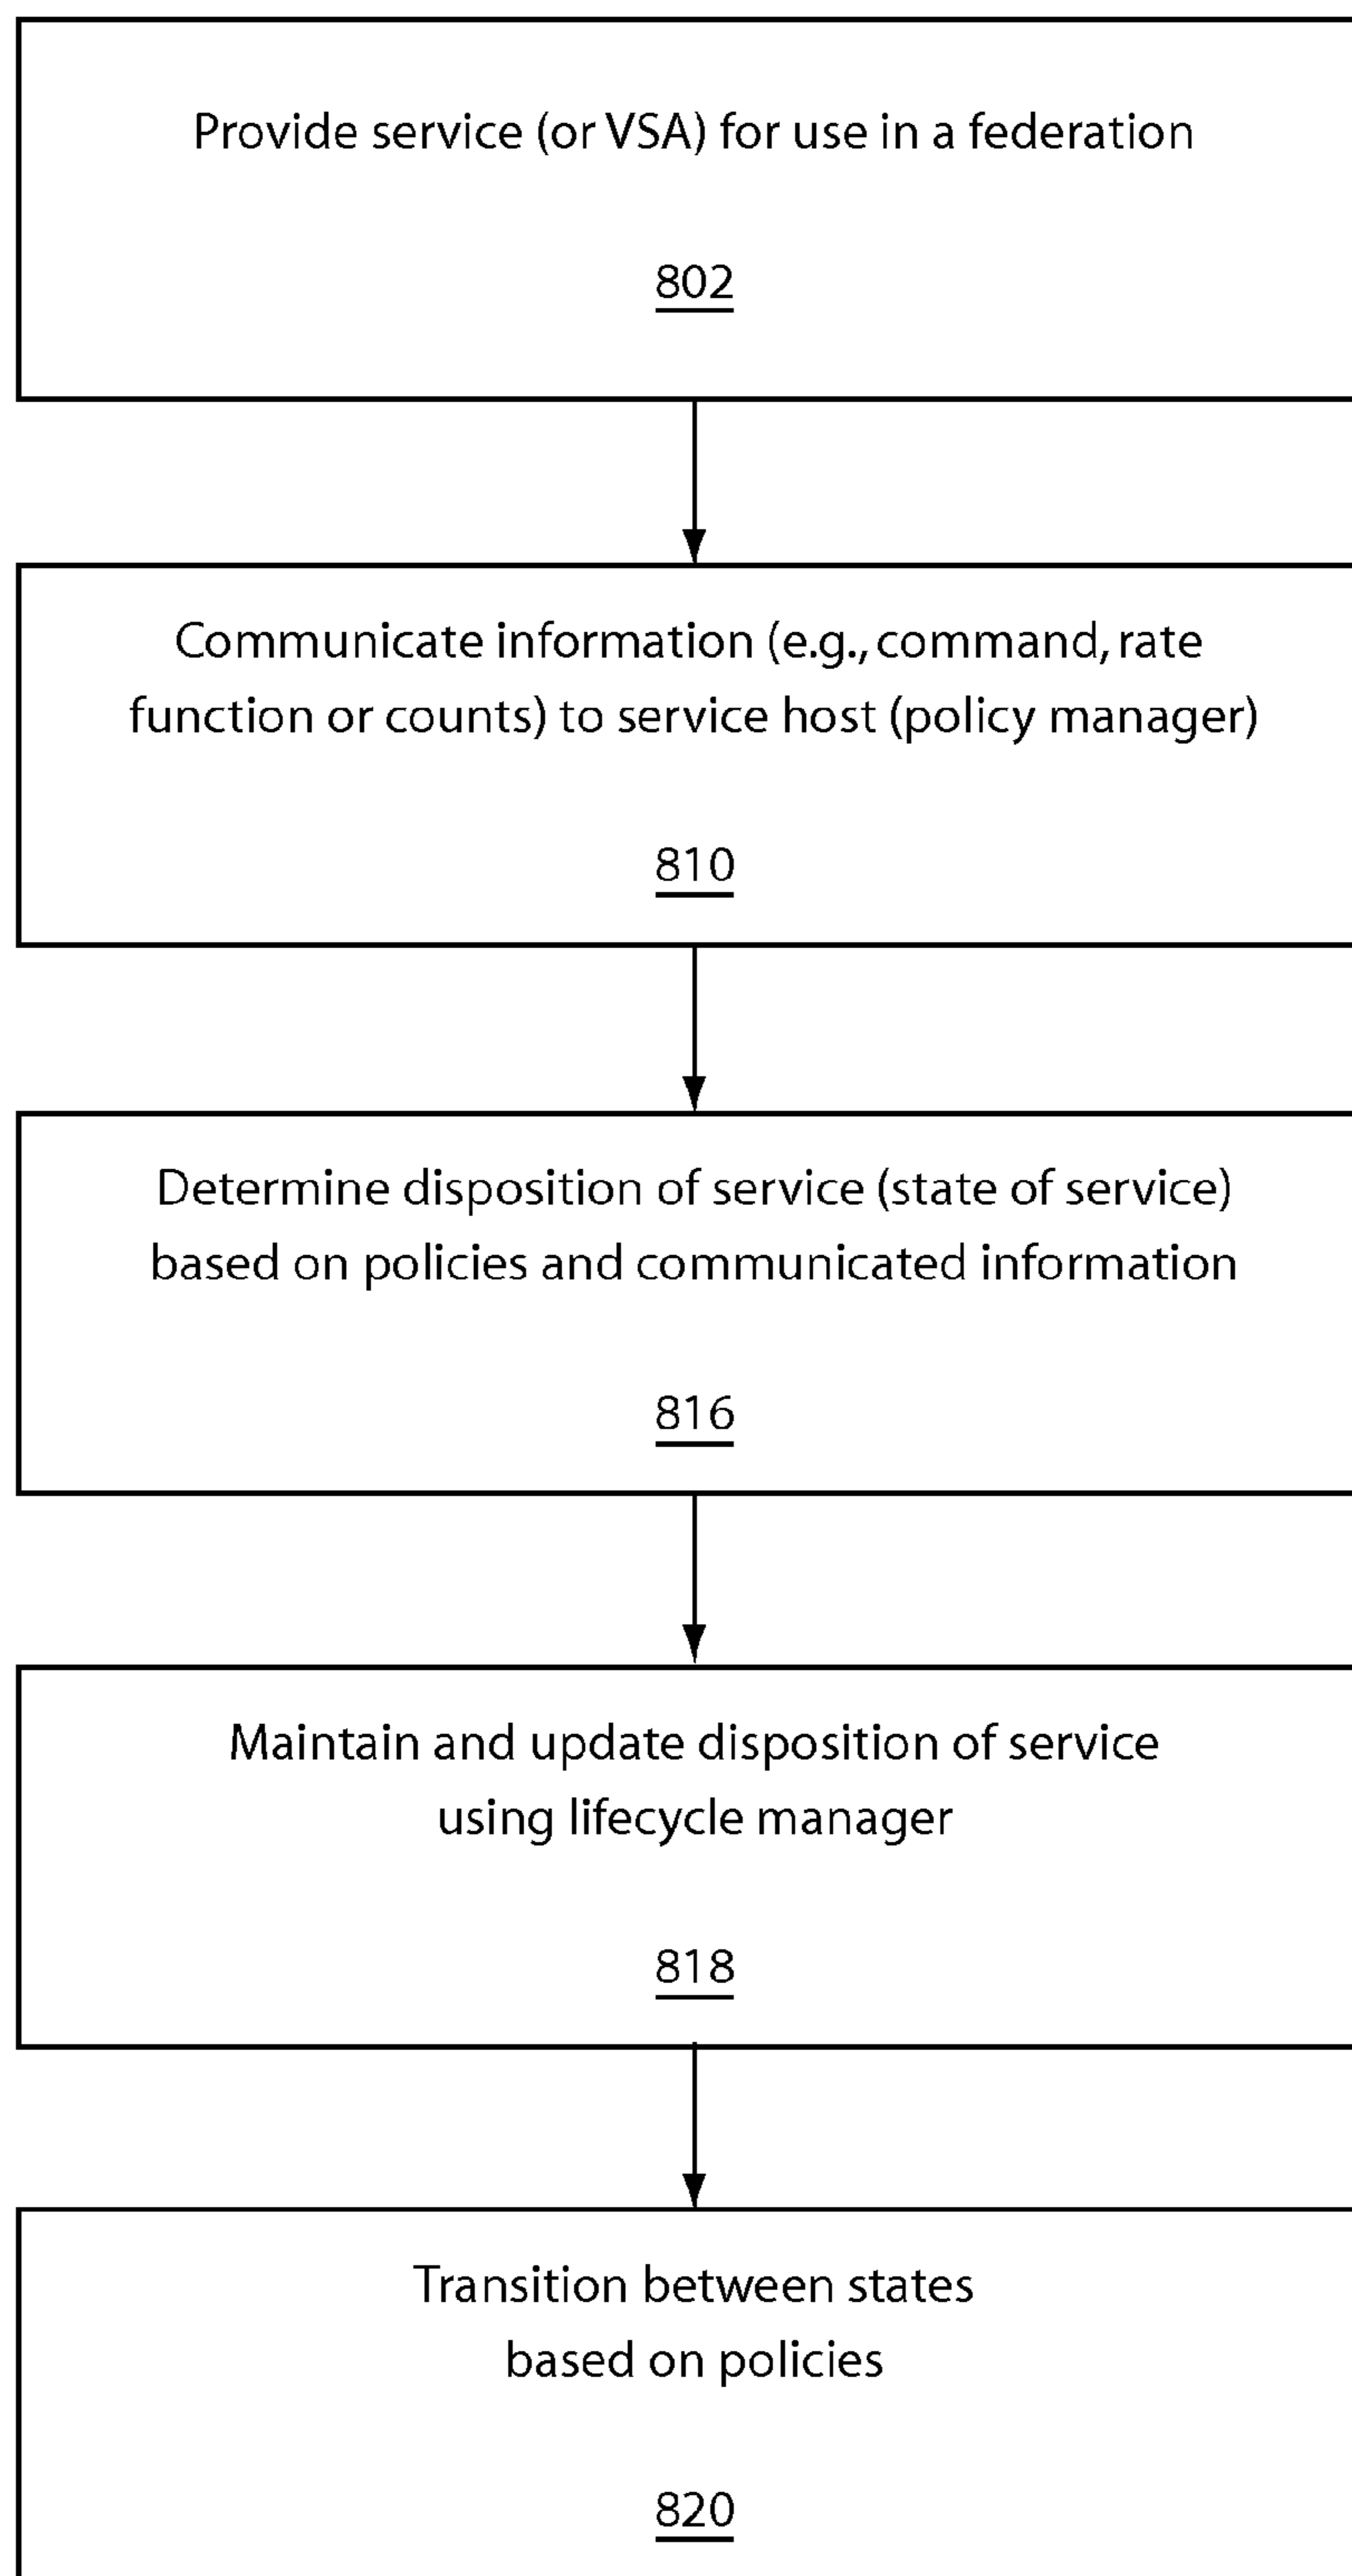 Provide service (or VSA) for use in a federation
802
Communicate information (e.g., command, rate
function or counts) to service host (policy manager)
810
Determine disposition of service (state of service)
based on policies and communicated information
816
Maintain and update disposition of service
using lifecycle manager
818
Transition between states
based on policies
820